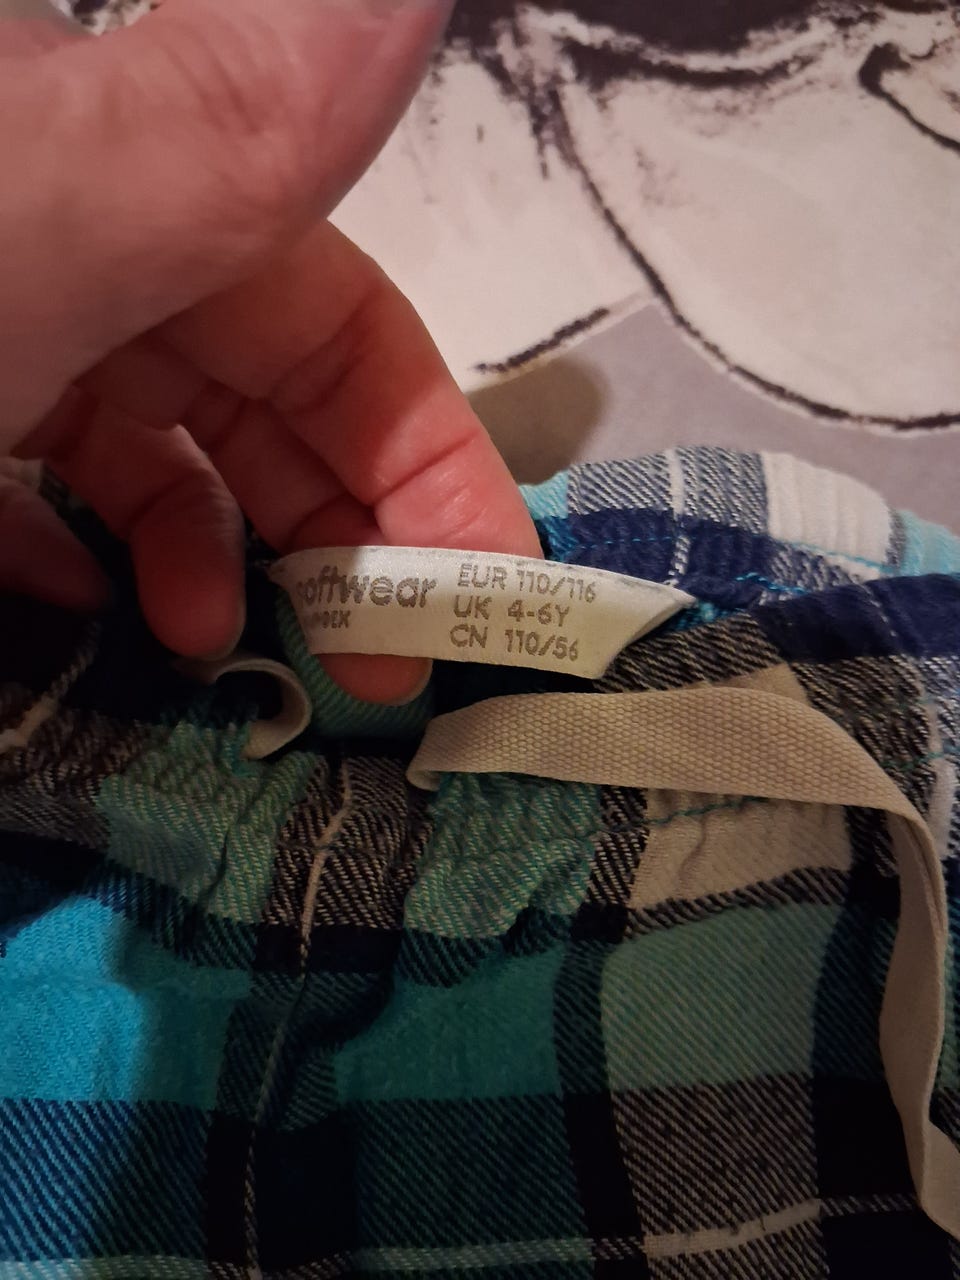 softwear
EUR 110/116
UK 4-6Y
CN 110/56